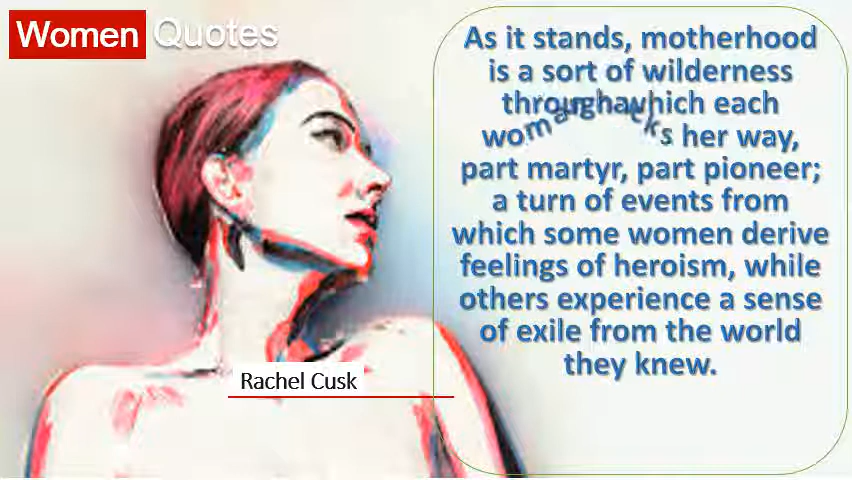 Women Quotes
As it stands, motherhood
is a sort of wilderness
through which each
woman hacks her way,
part martyr, part pioneer;
a turn of events from
which some women derive
feelings of heroism, while
others experience a sense
of exile from the world
they knew.
Rachel Cusk